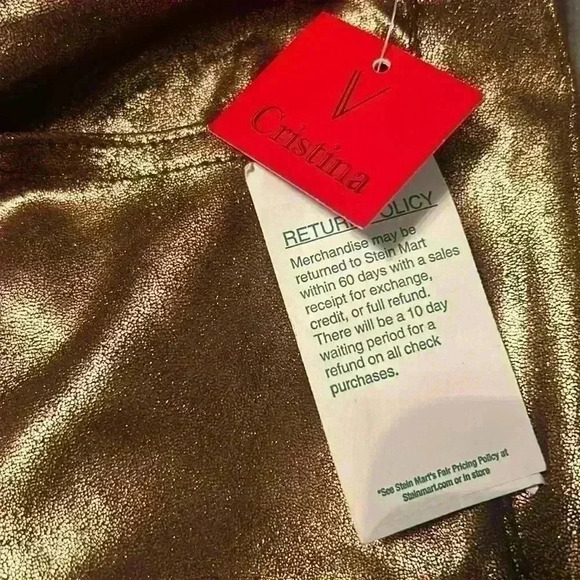 V
Cristina
RETURN POLICY
Merchandise may be
returned to Stein Mart
within 60 days with a sales
receipt for exchange,
credit, or full refund.
There will be a 10 day
waiting period for a
refund on all check
purchases.
*See Stein Mart's Fair Pricing Policy at
Steinmart.com or in store